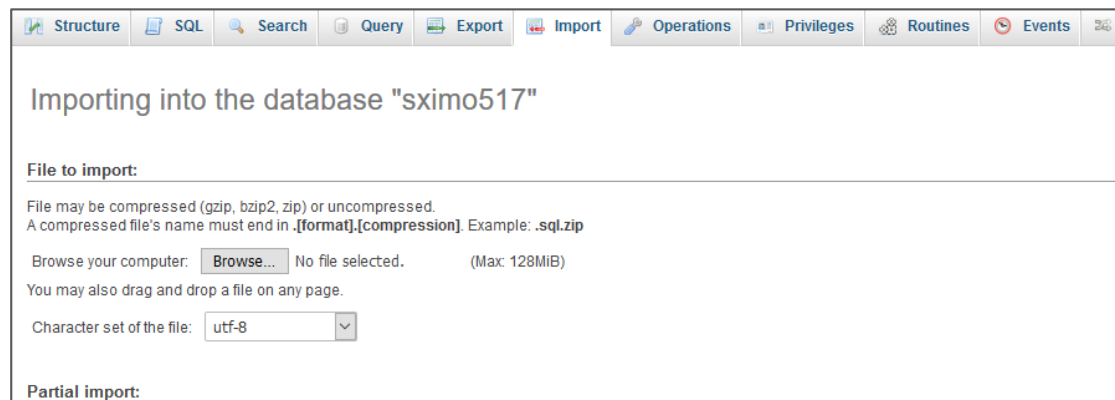 Structure SQL Search Query Export Import Operations Privileges Routines Events
Importing into the database "sximo517"
File to import:
File may be compressed (gzip, bzip2, zip) or uncompressed.
A compressed file's name must end in .[format].[compression]. Example: .sql.zip
Browse your computer: Browse... No file selected. (Max: 128MiB)
You may also drag and drop a file on any page.
Character set of the file: utf-8
Partial import: